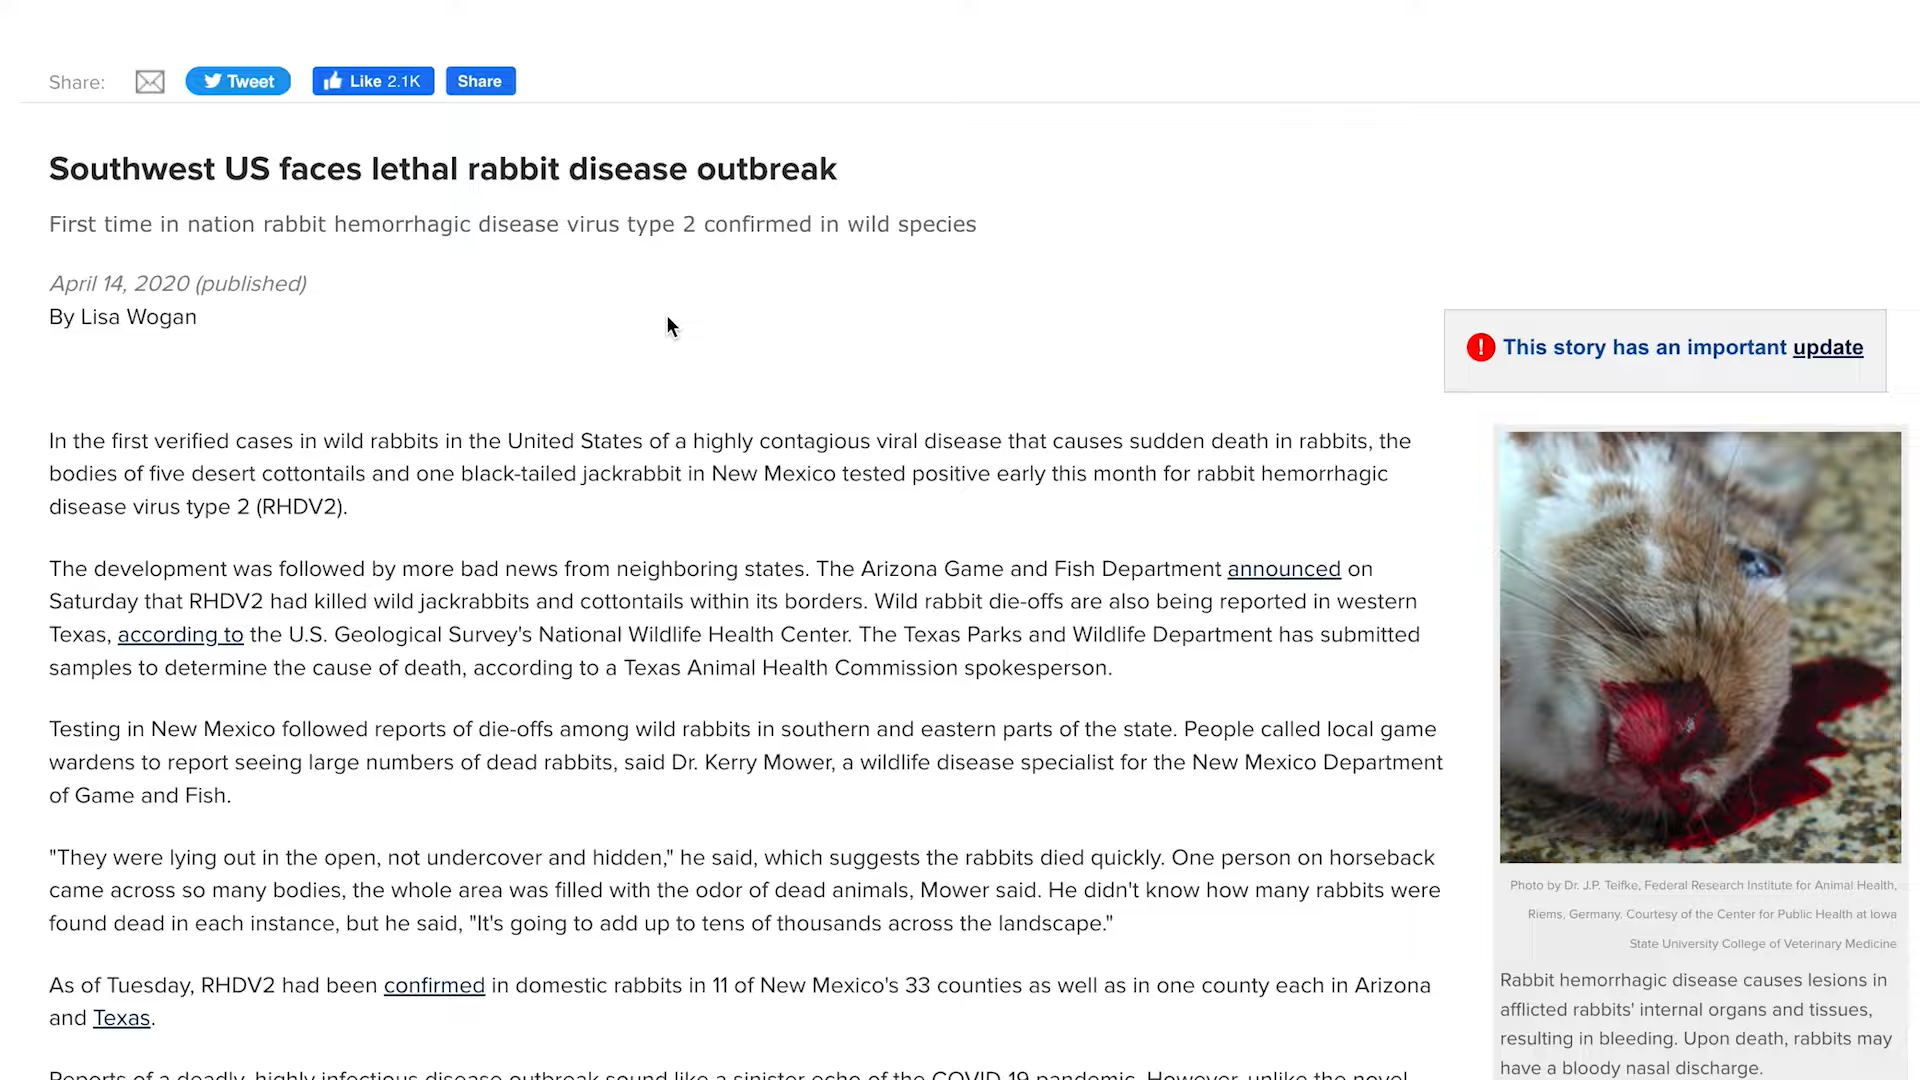 Share:
Tweet
Like 2.1K
Share
Southwest US faces lethal rabbit disease outbreak
First time in nation rabbit hemorrhagic disease virus type 2 confirmed in wild species
April 14, 2020 (published)
By Lisa Wogan
! This story has an important update
In the first verified cases in wild rabbits in the United States of a highly contagious viral disease that causes sudden death in rabbits, the
bodies of five desert cottontails and one black-tailed jackrabbit in New Mexico tested positive early this month for rabbit hemorrhagic
disease virus type 2 (RHDV2).
The development was followed by more bad news from neighboring states. The Arizona Game and Fish Department announced on
Saturday that RHDV2 had killed wild jackrabbits and cottontails within its borders. Wild rabbit die-offs are also being reported in western
Texas, according to the U.S. Geological Survey's National Wildlife Health Center. The Texas Parks and Wildlife Department has submitted
samples to determine the cause of death, according to a Texas Animal Health Commission spokesperson.
Testing in New Mexico followed reports of die-offs among wild rabbits in southern and eastern parts of the state. People called local game
wardens to report seeing large numbers of dead rabbits, said Dr. Kerry Mower, a wildlife disease specialist for the New Mexico Department
of Game and Fish.
"They were lying out in the open, not undercover and hidden," he said, which suggests the rabbits died quickly. One person on horseback
came across so many bodies, the whole area was filled with the odor of dead animals, Mower said. He didn't know how many rabbits were
found dead in each instance, but he said, "It's going to add up to tens of thousands across the landscape."
As of Tuesday, RHDV2 had been confirmed in domestic rabbits in 11 of New Mexico's 33 counties as well as in one county each in Arizona
and Texas.
Reports of a deadly, highly infectious disease outbreak sound like a sinister echo of the COVID-19 pandemic. However, unlike the novel
Photo by Dr. J.P. Teifke, Federal Research Institute for Animal Health,
Riems, Germany. Courtesy of the Center for Public Health at Iowa
State University College of Veterinary Medicine
Rabbit hemorrhagic disease causes lesions in
afflicted rabbits' internal organs and tissues,
resulting in bleeding. Upon death, rabbits may
have a bloody nasal discharge.